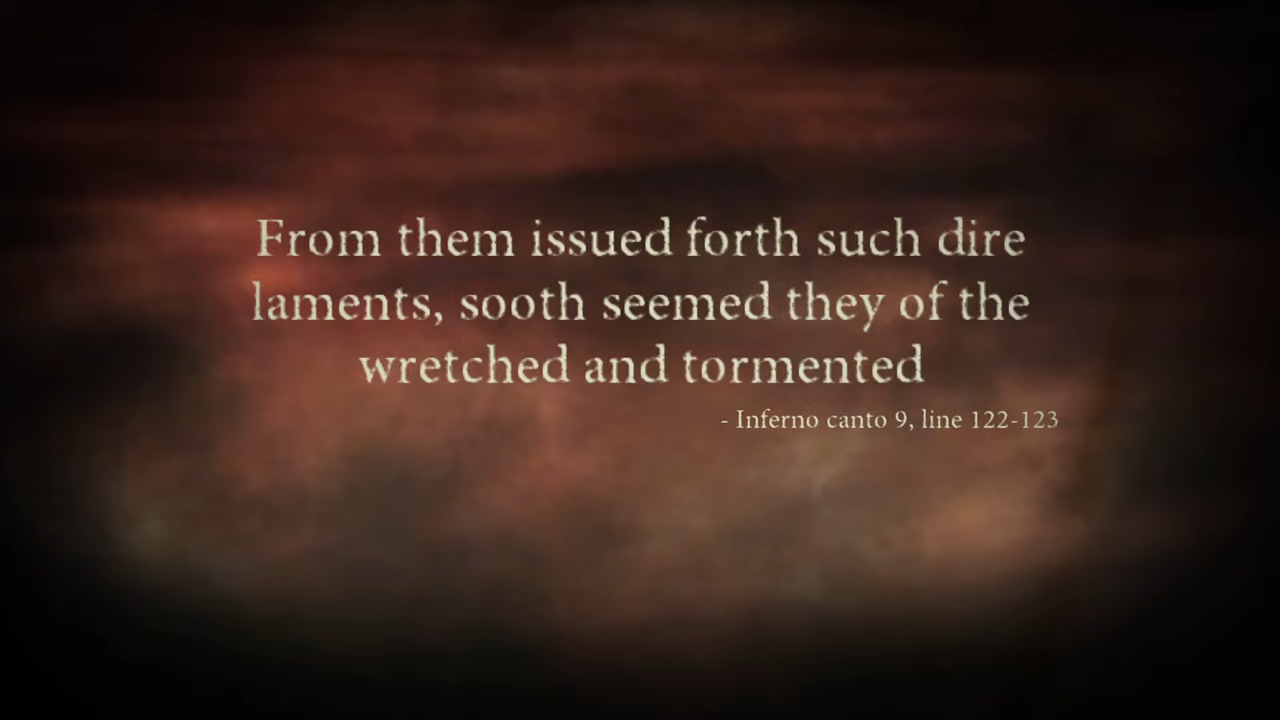 From them issued forth such dire
laments, sooth seemed they of the
wretched and tormented
- Inferno canto 9, line 122-123